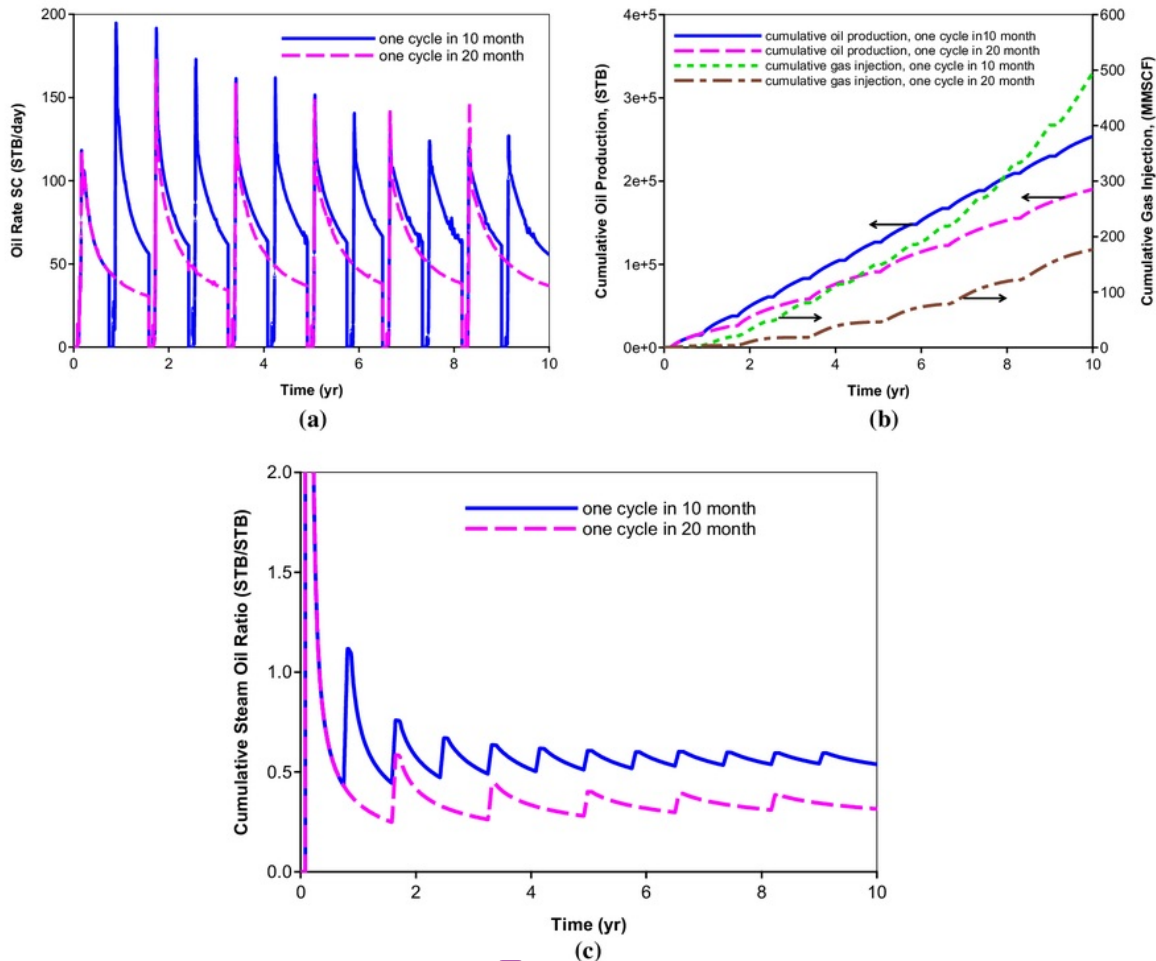 200
150
100
50
0
Oil Rate SC (STB/day)
one cycle in 10 month
one cycle in 20 month
0 2 4 6 8 10
Time (yr)
(a)
4e+5
3e+5
2e+5
1e+5
0e+0
Cumulative Oil Production, (STB)
cumulative oil production, one cycle in10 month
cumulative oil production, one cycle in 20 month
cumulative gas injection, one cycle in 10 month
cumulative gas injection, one cycle in 20 month
600
500
400
300
200
100
0
Cumulative Gas Injection, (MMSCF)
0 2 4 6 8 10
Time (yr)
(b)
2.0
1.5
1.0
0.5
0.0
Cumulative Steam Oil Ratio (STB/STB)
one cycle in 10 month
one cycle in 20 month
0 2 4 6 8 10
Time (yr)
(c)